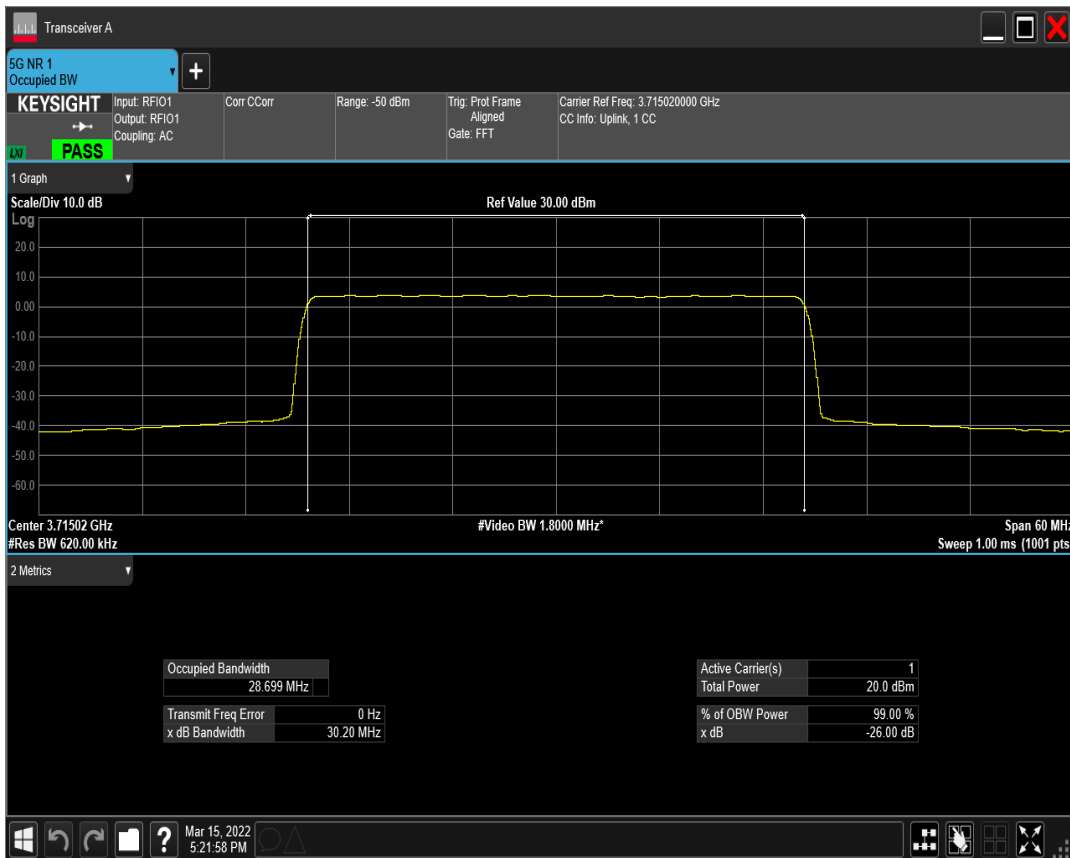 Transceiver A
5G NR 1
Occupied BW
+
KEYSIGHT
LXI
PASS
Input: RFIO1
Output: RFIO1
Coupling: AC
Corr CCorr
Range: -50 dBm
Trig: Prot Frame
Aligned
Gate: FFT
Carrier Ref Freq: 3.715020000 GHz
CC Info: Uplink, 1 CC
1 Graph
Scale/Div 10.0 dB
Ref Value 30.00 dBm
Log
20.0
10.0
0.00
-10.0
-20.0
-30.0
-40.0
-50.0
-60.0
Center 3.71502 GHz
#Video BW 1.8000 MHz*
Span 60 MHz
#Res BW 620.00 kHz
Sweep 1.00 ms (1001 pts
2 Metrics
Occupied Bandwidth
28.699 MHz
Transmit Freq Error 0 Hz
x dB Bandwidth 30.20 MHz
Active Carrier(s) 1
Total Power 20.0 dBm
% of OBW Power 99.00 %
x dB -26.00 dB
?
Mar 15, 2022
5:21:58 PM